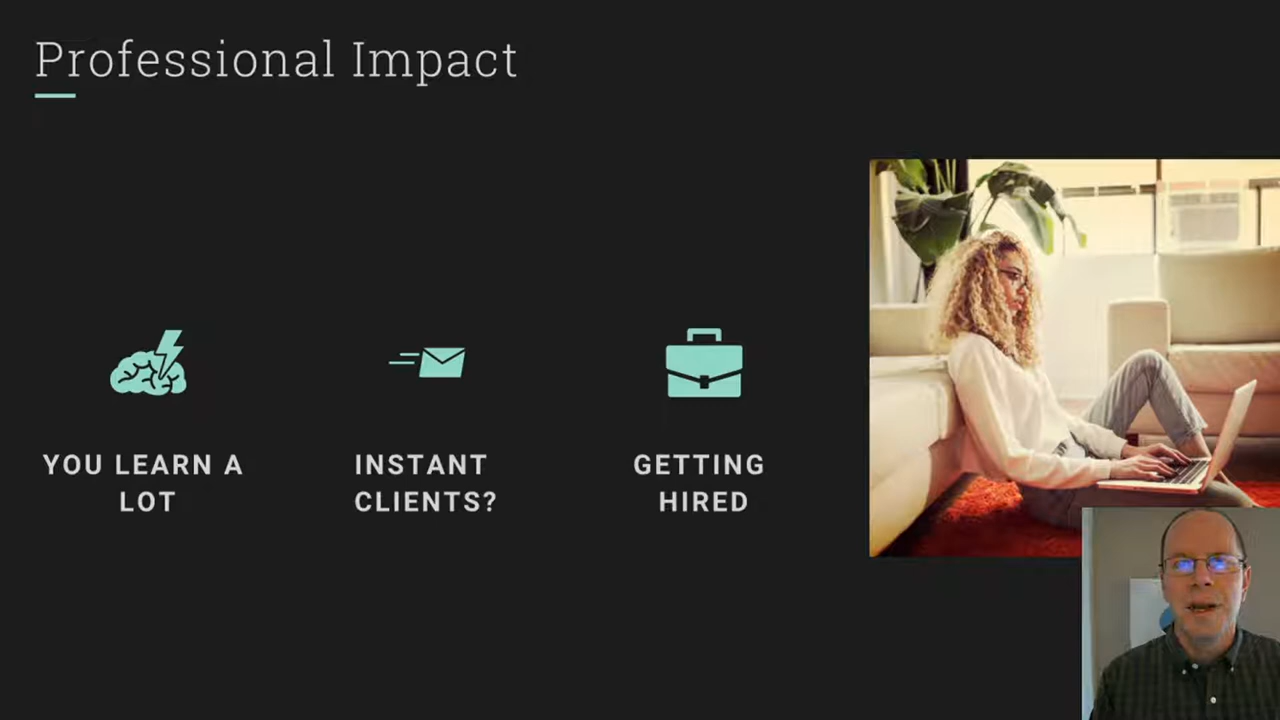 Professional Impact
YOU LEARN A
LOT
INSTANT
CLIENTS?
GETTING
HIRED